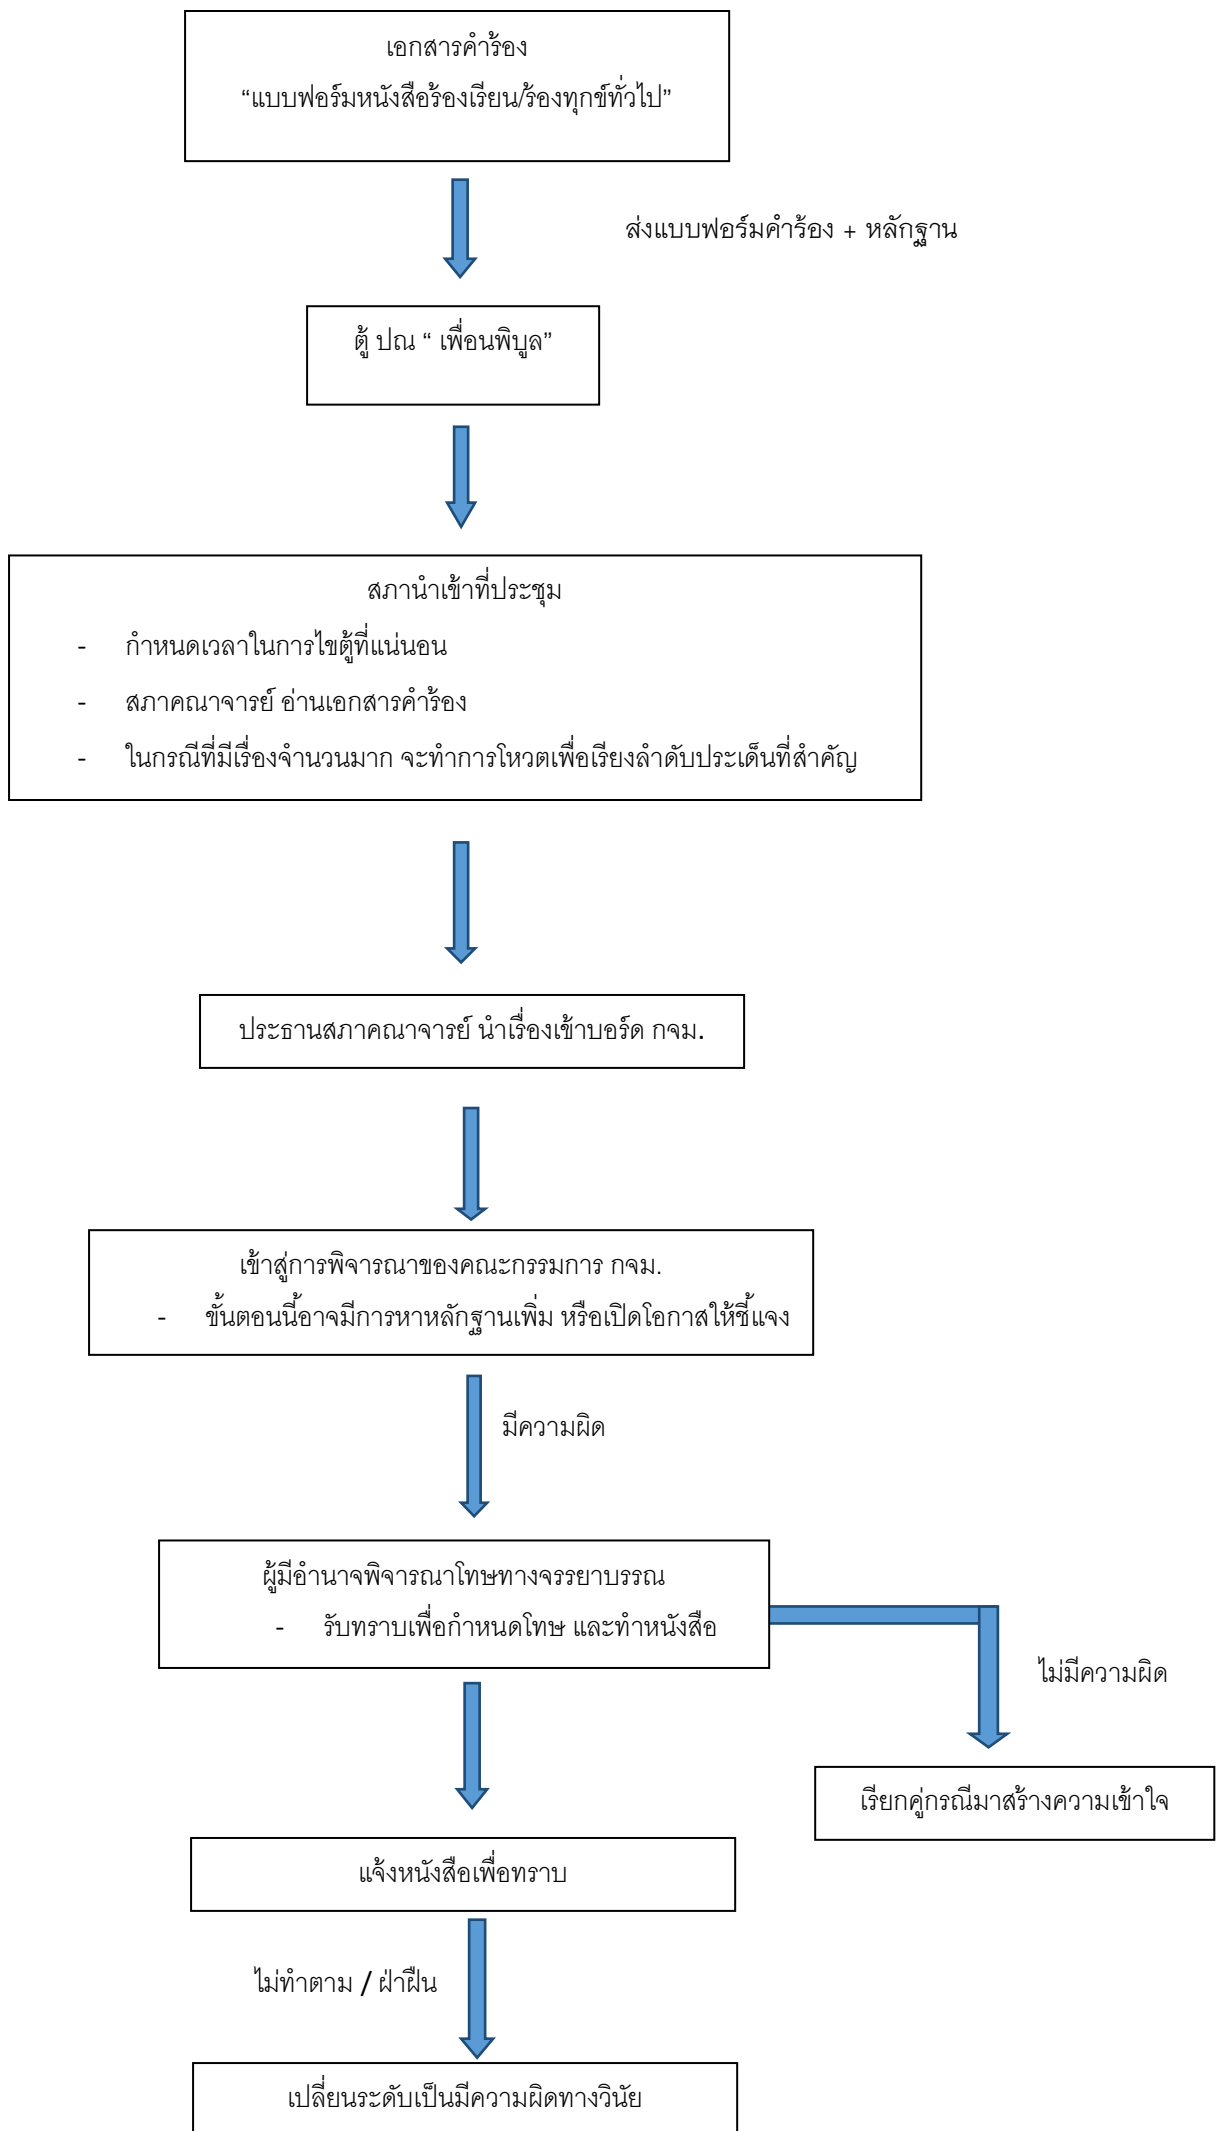 เอกสารคำร้อง
“แบบฟอร์มหนังสือร้องเรียน/ร้องทุกข์ทั่วไป”
ส่งแบบฟอร์มคำร้อง + หลักฐาน
ตู้ ปณ “ เพื่อนพิบูล”
สภานำเข้าที่ประชุม
- กำหนดเวลาในการไขตู้ที่แน่นอน
- สภาคณาจารย์ อ่านเอกสารคำร้อง
- ในกรณีที่มีเรื่องจำนวนมาก จะทำการโหวตเพื่อเรียงลำดับประเด็นที่สำคัญ
ประธานสภาคณาจารย์ นำเรื่องเข้าบอร์ด กจม.
เข้าสู่การพิจารณาของคณะกรรมการ กจม.
- ขั้นตอนนี้อาจมีการหาหลักฐานเพิ่ม หรือเปิดโอกาสให้ชี้แจง
มีความผิด
ผู้มีอำนาจพิจารณาโทษทางจรรยาบรรณ
- รับทราบเพื่อกำหนดโทษ และทำหนังสือ
ไม่มีความผิด
เรียกคู่กรณีมาสร้างความเข้าใจ
แจ้งหนังสือเพื่อทราบ
ไม่ทำตาม / ฝ่าฝืน
เปลี่ยนระดับเป็นมีความผิดทางวินัย